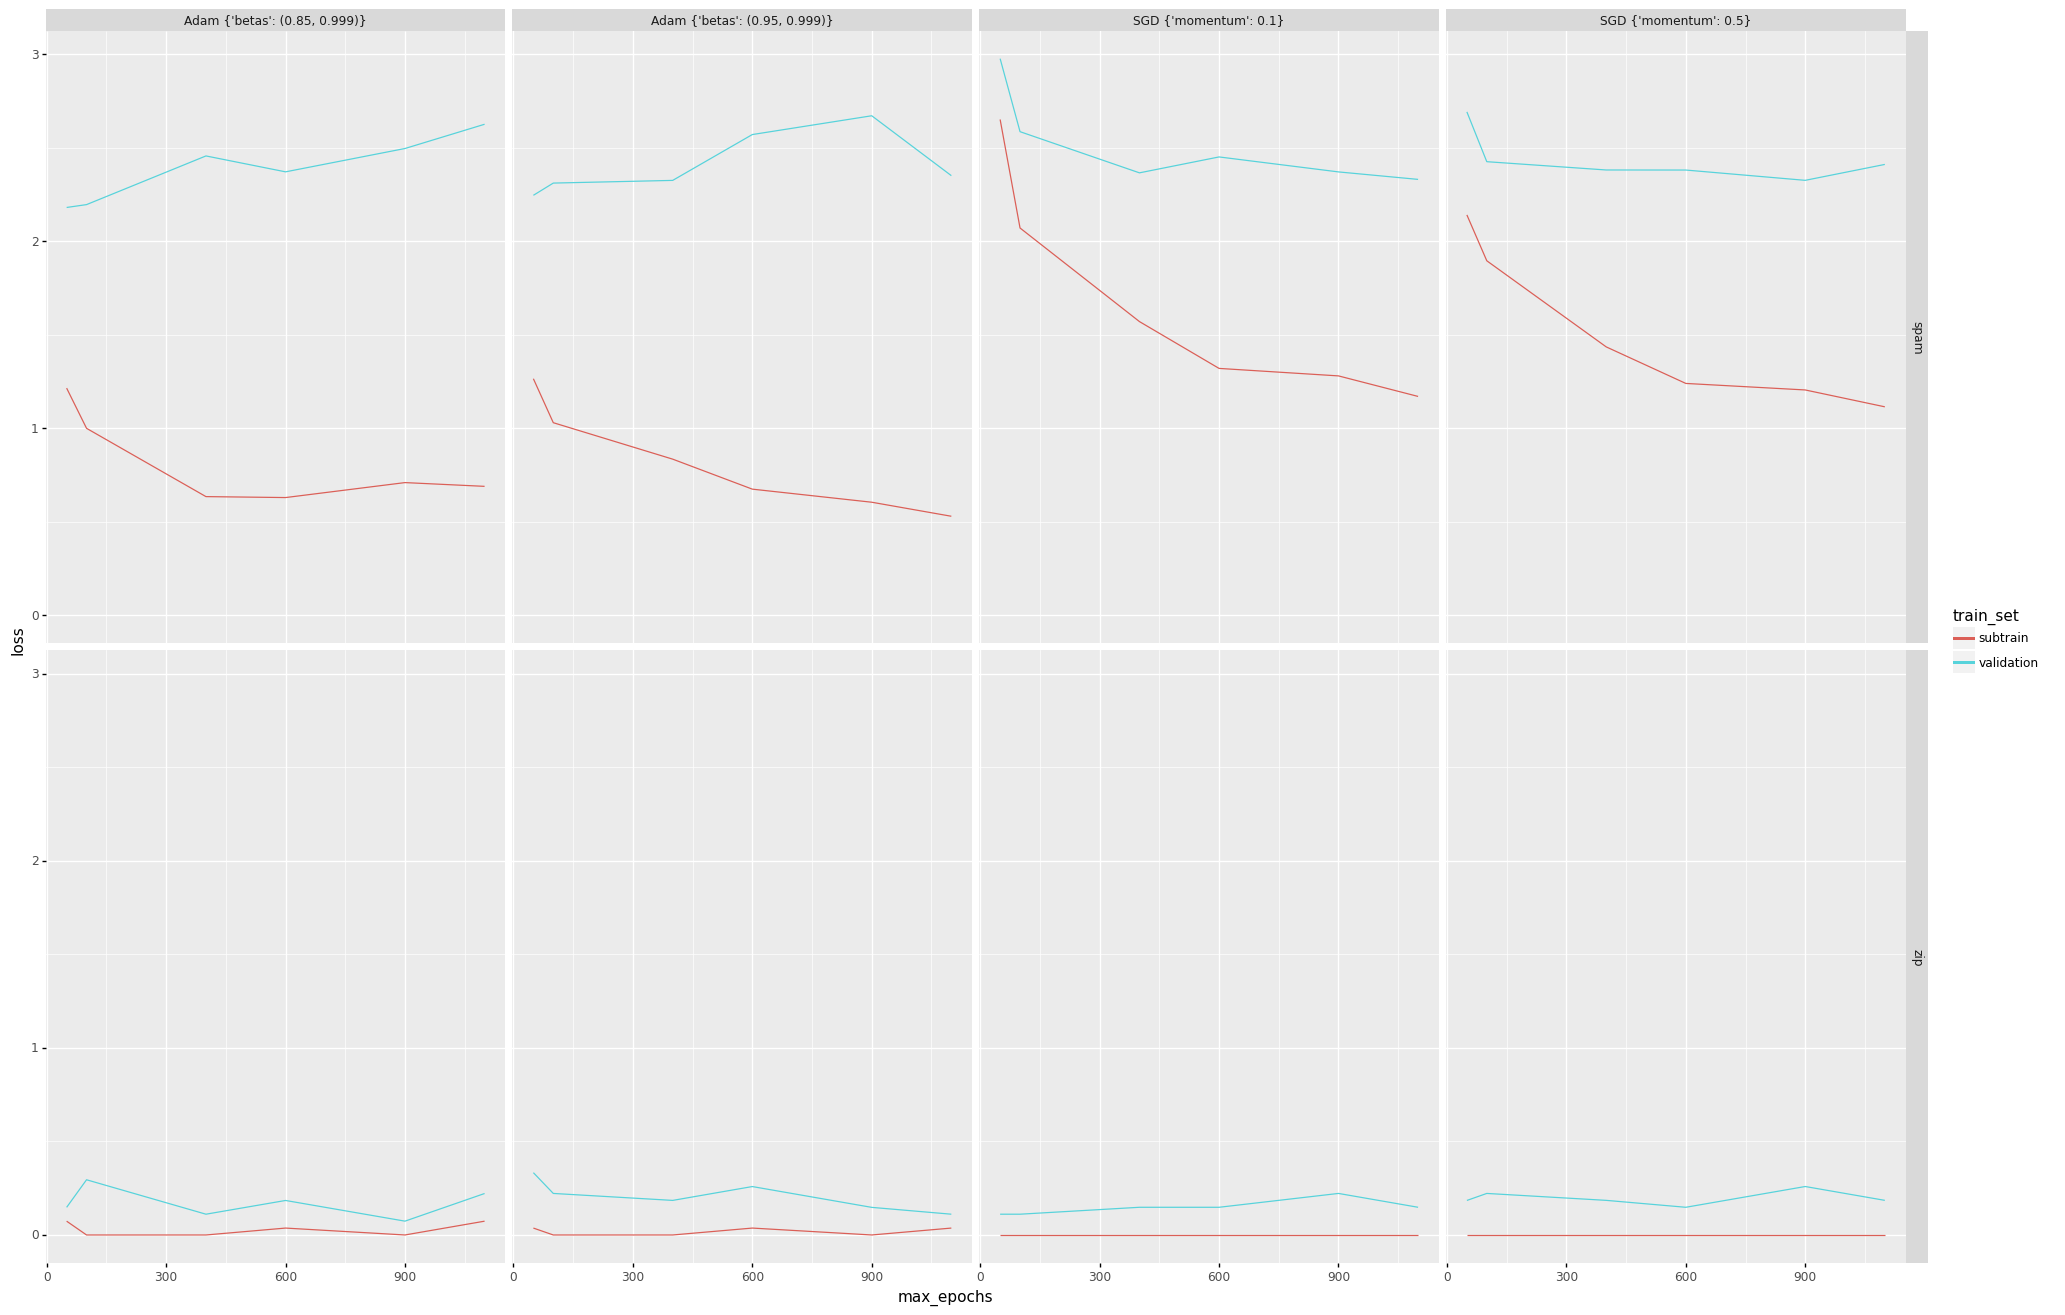 Adam {'betas': (0.85, 0.999)}
Adam {'betas': (0.95, 0.999)}
SGD {'momentum': 0.1}
SGD {'momentum': 0.5}
3
2
1
0
spam
loss
train_set
subtrain
validation
3
2
1
0
zip
0 300 600 900
0 300 600 900
0 300 600 900
0 300 600 900
max_epochs